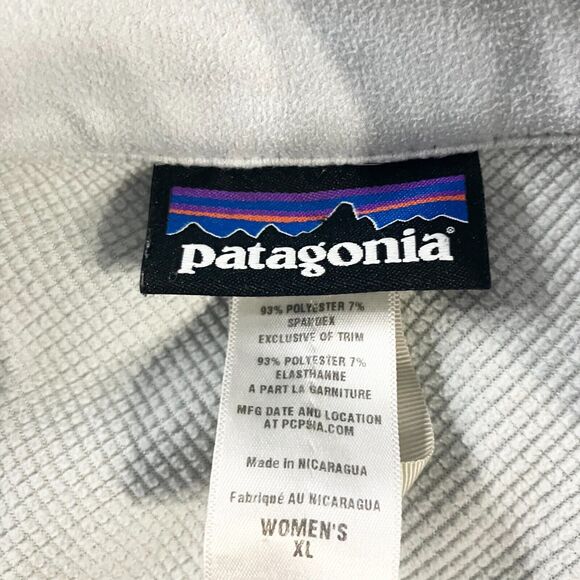 patagonia®
93% POLYESTER 7%
SPANDEX
EXCLUSIVE OF TRIM
93% POLYESTER 7%
ELASTHANNE
A PART LA GARNITURE
MFG DATE AND LOCATION
AT PCPSIA.COM
Made in NICARAGUA
Fabriqué AU NICARAGUA
WOMEN'S
XL